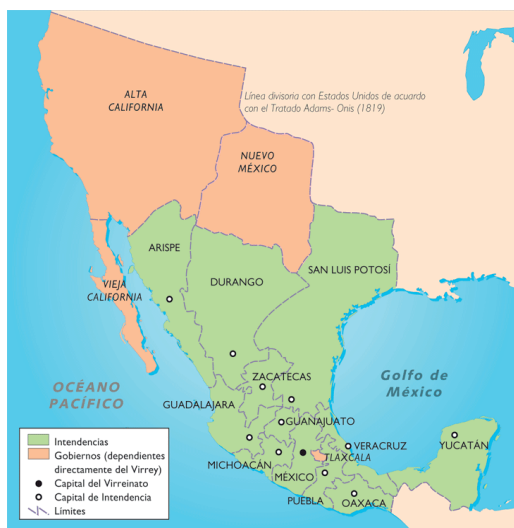 ALTA
CALIFORNIA
Línea divisoria con Estados Unidos de acuerdo
con el Tratado Adams- Onis (1819)
NUEVO
MÉXICO
ARISPE
DURANGO
SAN LUIS POTOSÍ
VIEJA
CALIFORNIA
OCÉANO
PACÍFICO
ZACATECAS
Golfo de
México
GUADALAJARA
GUANAJUATO
VERACRUZ
YUCATÁN
TLAXCALA
MICHOACÁN
MÉXICO
PUEBLA
OAXACA
Intendencias
Gobiernos (dependientes
directamente del Virrey)
Capital del Virreinato
Capital de Intendencia
Límites